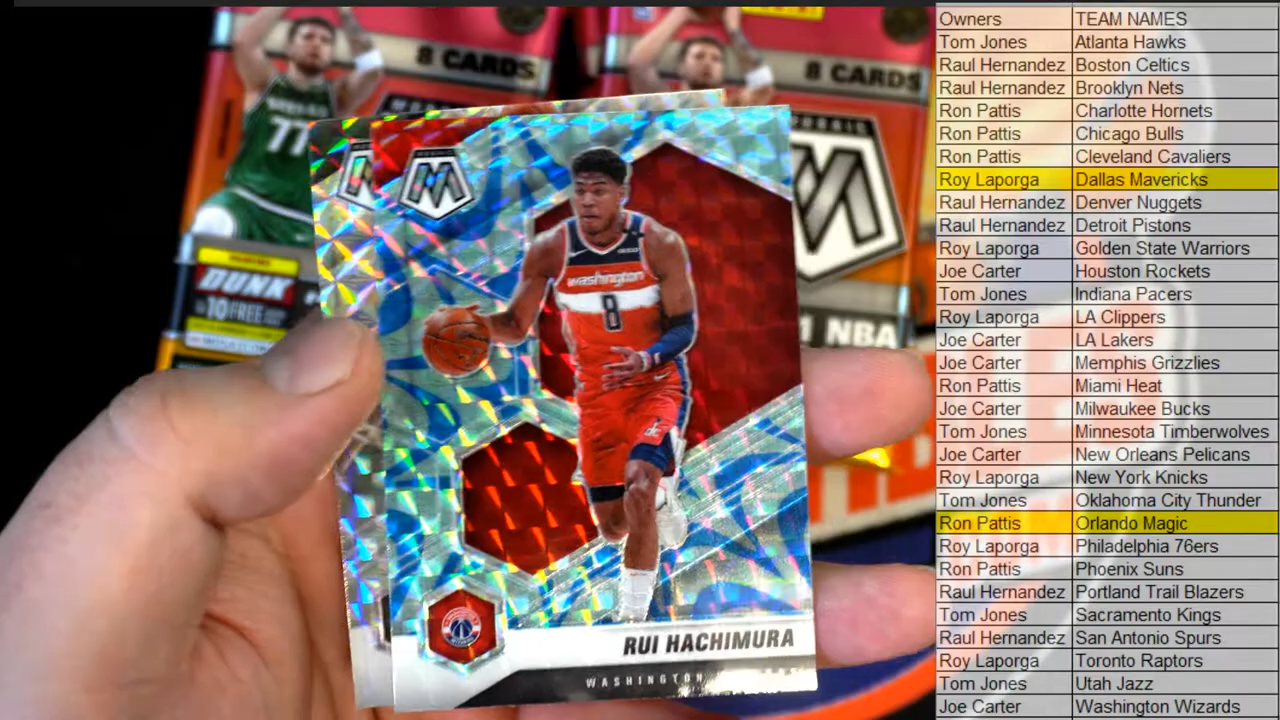 8 CARDS
8 CARDS
77
MOSAIC
M
DUNK
10 FREE
NBA
washington
GEICO
8
RUI HACHIMURA
WASHINGTON
Owners TEAM NAMES
Tom Jones Atlanta Hawks
Raul Hernandez Boston Celtics
Raul Hernandez Brooklyn Nets
Ron Pattis Charlotte Hornets
Ron Pattis Chicago Bulls
Ron Pattis Cleveland Cavaliers
Roy Laporga Dallas Mavericks
Raul Hernandez Denver Nuggets
Raul Hernandez Detroit Pistons
Roy Laporga Golden State Warriors
Joe Carter Houston Rockets
Tom Jones Indiana Pacers
Roy Laporga LA Clippers
Joe Carter LA Lakers
Joe Carter Memphis Grizzlies
Ron Pattis Miami Heat
Joe Carter Milwaukee Bucks
Tom Jones Minnesota Timberwolves
Joe Carter New Orleans Pelicans
Roy Laporga New York Knicks
Tom Jones Oklahoma City Thunder
Ron Pattis Orlando Magic
Roy Laporga Philadelphia 76ers
Ron Pattis Phoenix Suns
Raul Hernandez Portland Trail Blazers
Tom Jones Sacramento Kings
Raul Hernandez San Antonio Spurs
Roy Laporga Toronto Raptors
Tom Jones Utah Jazz
Joe Carter Washington Wizards